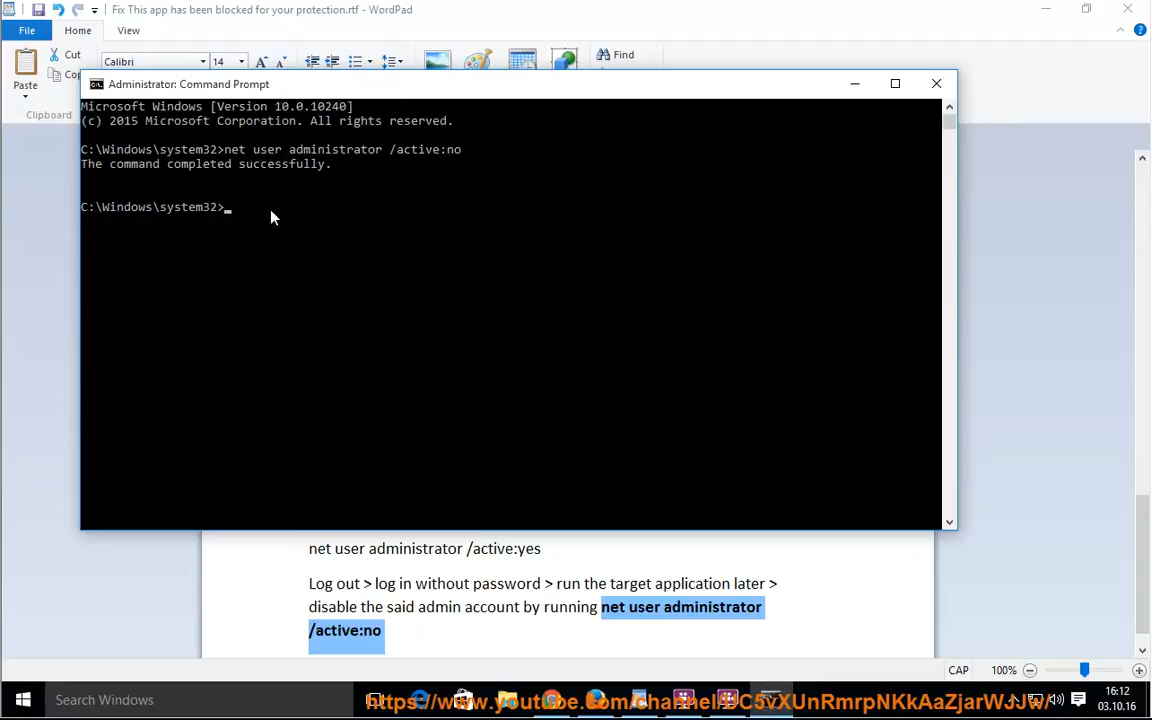 Fix This app has been blocked for your protection.rtf - WordPad
File Home View
Cut
Calibri 14
Find
Paste
Clipboard
Administrator: Command Prompt
Microsoft Windows [Version 10.0.10240]
(c) 2015 Microsoft Corporation. All rights reserved.
C:\Windows\system32>net user administrator /active:no
The command completed successfully.
C:\Windows\system32>
net user administrator /active:yes
Log out > log in without password > run the target application later >
disable the said admin account by running net user administrator
/active:no
CAP 100%
Search Windows
16:12
03.10.16